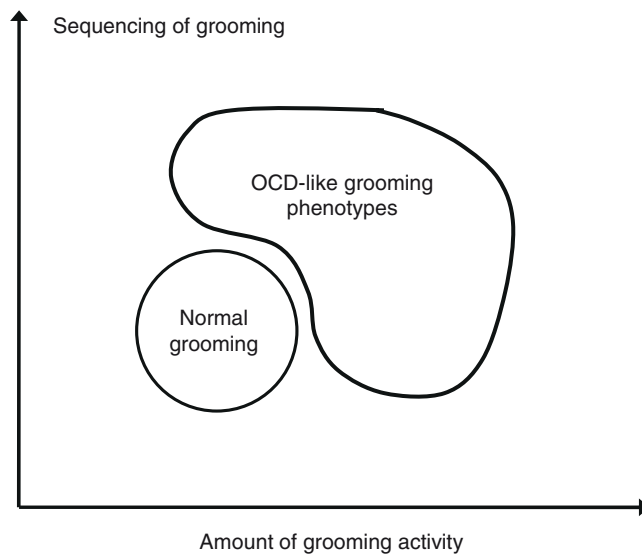 Sequencing of grooming
OCD-like grooming
phenotypes
Normal
grooming
Amount of grooming activity